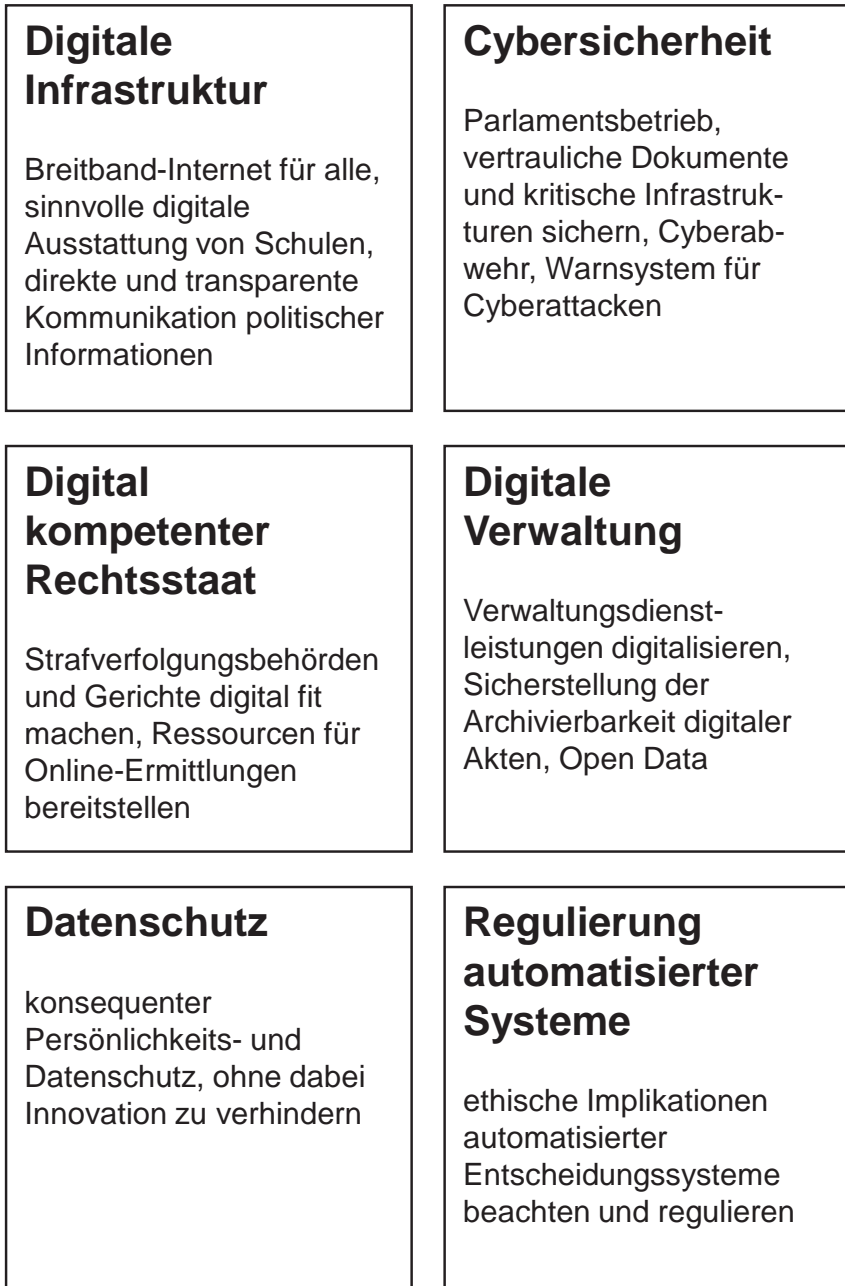 Digitale
Infrastruktur
Breitband-Internet für alle,
sinnvolle digitale
Ausstattung von Schulen,
direkte und transparente
Kommunikation politischer
Informationen
Cybersicherheit
Parlamentsbetrieb,
vertrauliche Dokumente
und kritische Infrastruk-
turen sichern, Cyberab-
wehr, Warnsystem für
Cyberattacken
Digital
kompetenter
Rechtsstaat
Strafverfolgungsbehörden
und Gerichte digital fit
machen, Ressourcen für
Online-Ermittlungen
bereitstellen
Digitale
Verwaltung
Verwaltungsdienst-
leistungen digitalisieren,
Sicherstellung der
Archivierbarkeit digitaler
Akten, Open Data
Datenschutz
konsequenter
Persönlichkeits- und
Datenschutz, ohne dabei
Innovation zu verhindern
Regulierung
automatisierter
Systeme
ethische Implikationen
automatisierter
Entscheidungssysteme
beachten und regulieren